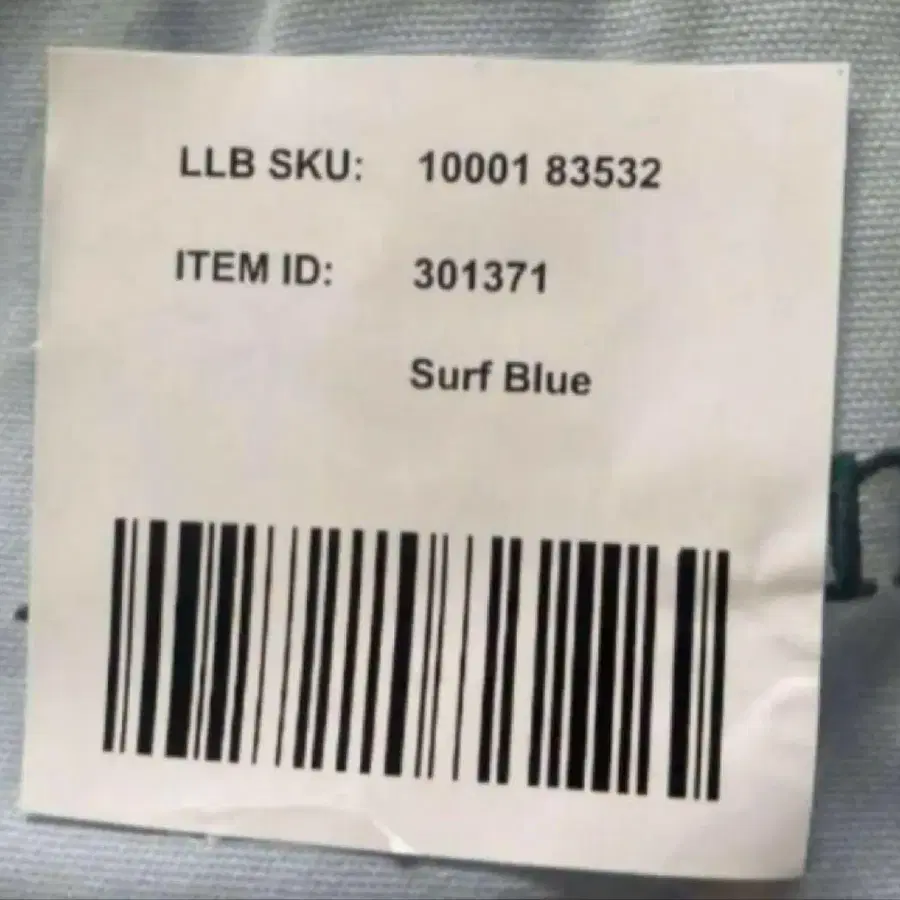 LLB SKU: 10001 83532
ITEM ID: 301371
Surf Blue